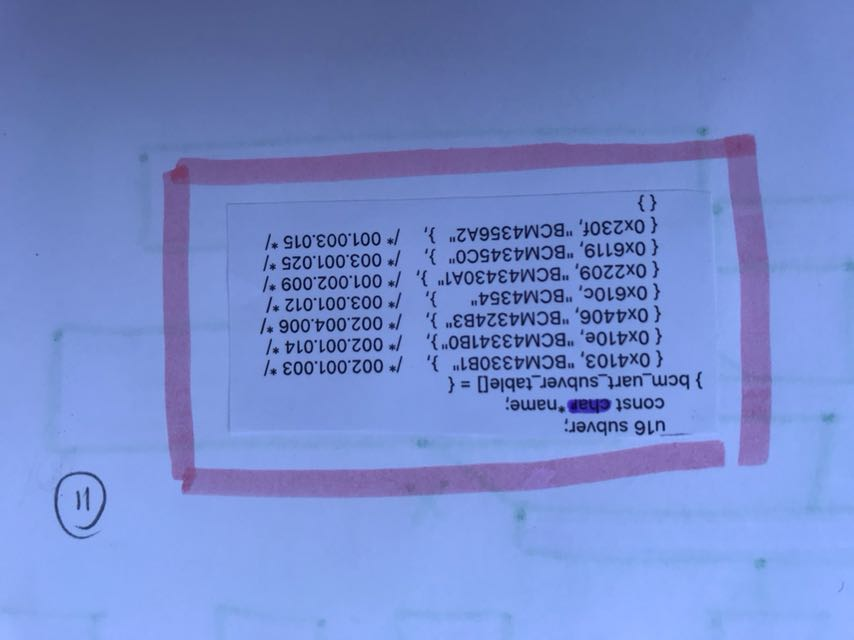 u16 subver;
const char *name;
} bcm_uart_subver_table[] = {
{ 0x4103, "BCM4330B1" }, /* 002.001.003 */
{ 0x410e, "BCM4334B0" }, /* 002.001.014 */
{ 0x4406, "BCM4324B3" }, /* 002.004.006 */
{ 0x610c, "BCM4354" }, /* 003.001.012 */
{ 0x2209, "BCM43430A1" }, /* 001.002.009 */
{ 0x6119, "BCM4345C0" }, /* 003.001.025 */
{ 0x230f, "BCM4356A2" }, /* 001.003.015 */
{ }
11